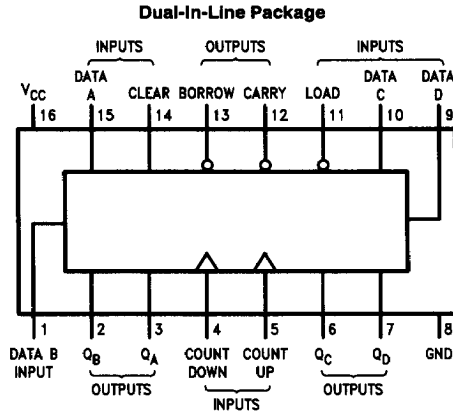 Dual-In-Line Package
INPUTS OUTPUTS INPUTS
DATA DATA DATA
VCC A CLEAR BORROW CARRY LOAD C D
16 15 14 13 12 11 10 9
1 2 3 4 5 6 7 8
DATA B QB QA COUNT COUNT QC QD GND
INPUT DOWN UP
OUTPUTS INPUTS OUTPUTS